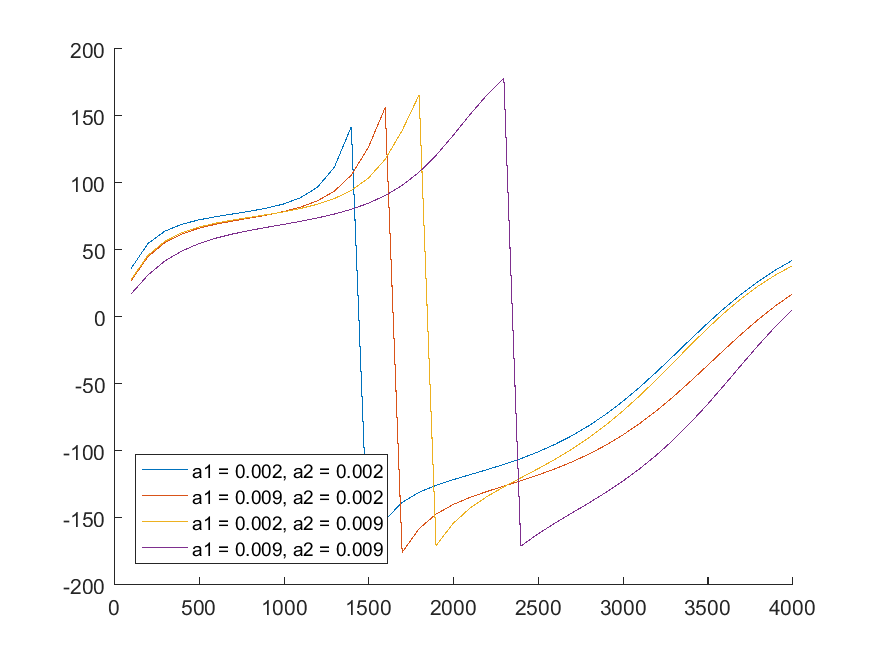 200
150
100
50
0
-50
-100
-150
-200
a1 = 0.002, a2 = 0.002
a1 = 0.009, a2 = 0.002
a1 = 0.002, a2 = 0.009
a1 = 0.009, a2 = 0.009
0 500 1000 1500 2000 2500 3000 3500 4000